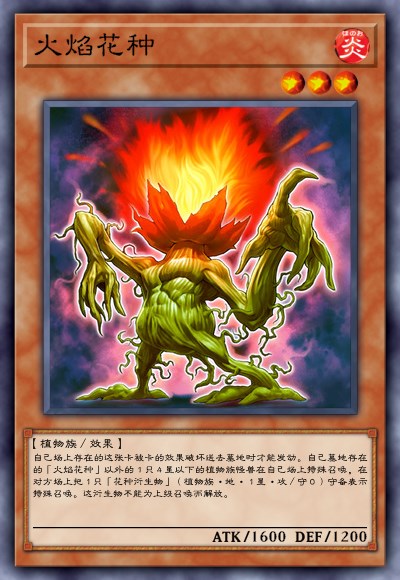 火焰花种
ほのお
炎
【植物族／效果】
自己场上存在的这张卡被卡的效果破坏送去墓地时才能发动。自己墓地存
在的「火焰花种」以外的1只4星以下的植物族怪兽在自己场上特殊召唤。在
对方场上把1只「花种衍生物」（植物族·地·1星·攻／守0）守备表示
特殊召唤。这衍生物不能为上级召唤而解放。
ATK/1600 DEF/1200